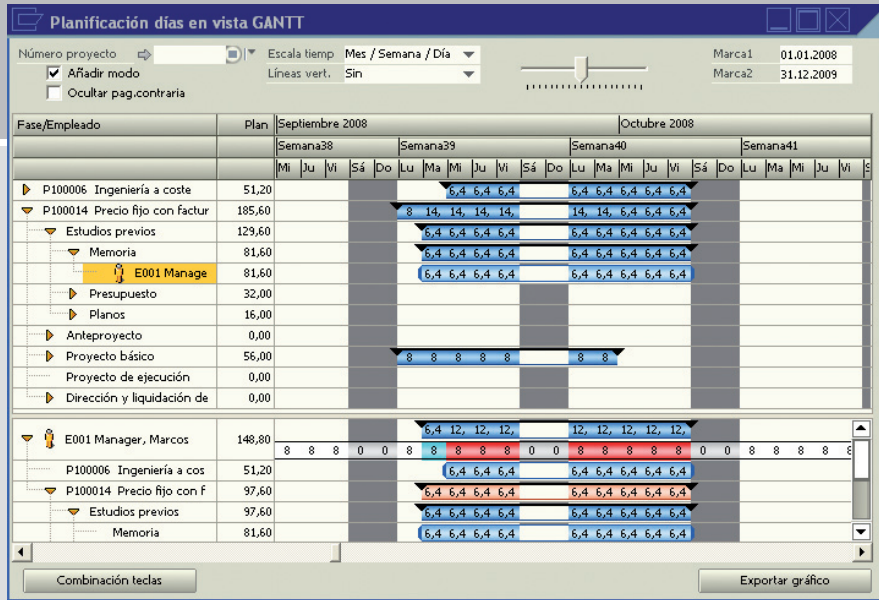 Planificación días en vista GANTT
Número proyecto Escala tiemp Mes / Semana / Día Marca1 01.01.2008
Añadir modo Líneas vert. Sin Marca2 31.12.2009
Ocultar pag.contraria
Fase/Empleado Plan Septiembre 2008 Octubre 2008
Semana38 Semana39 Semana40 Semana41
Mi Ju Vi Sá Do Lu Ma Mi Ju Vi Sá Do Lu Ma Mi Ju Vi Sá Do Lu Ma Mi Ju Vi S
P100006 Ingeniería a coste 51,20 6,4 6,4 6,4 6,4 6,4 6,4 6,4 6,4
P100014 Precio fijo con factur 185,60 8 14, 14, 14, 14, 14, 14, 6,4 6,4 6,4
Estudios previos 129,60 6,4 6,4 6,4 6,4 6,4 6,4 6,4 6,4 6,4
Memoria 81,60 6,4 6,4 6,4 6,4 6,4 6,4 6,4 6,4 6,4
E001 Manage 81,60 6,4 6,4 6,4 6,4 6,4 6,4 6,4 6,4 6,4
Presupuesto 32,00
Planos 16,00
Anteproyecto 0,00
Proyecto básico 56,00 8 8 8 8 8 8 8
Proyecto de ejecución 0,00
Dirección y liquidación de 0,00
6,4 12, 12, 12, 12, 12, 12, 12, 12,
E001 Manager, Marcos 148,80
8 8 8 0 0 8 8 8 8 8 0 0 8 8 8 8 8 0 0 8 8 8 8 8
P100006 Ingeniería a cos 51,20 6,4 6,4 6,4 6,4 6,4 6,4 6,4 6,4
P100014 Precio fijo con f 97,60 6,4 6,4 6,4 6,4 6,4 6,4 6,4 6,4 6,4
Estudios previos 97,60 6,4 6,4 6,4 6,4 6,4 6,4 6,4 6,4 6,4
Memoria 81,60 6,4 6,4 6,4 6,4 6,4 6,4 6,4 6,4 6,4
Combinación teclas Exportar gráfico